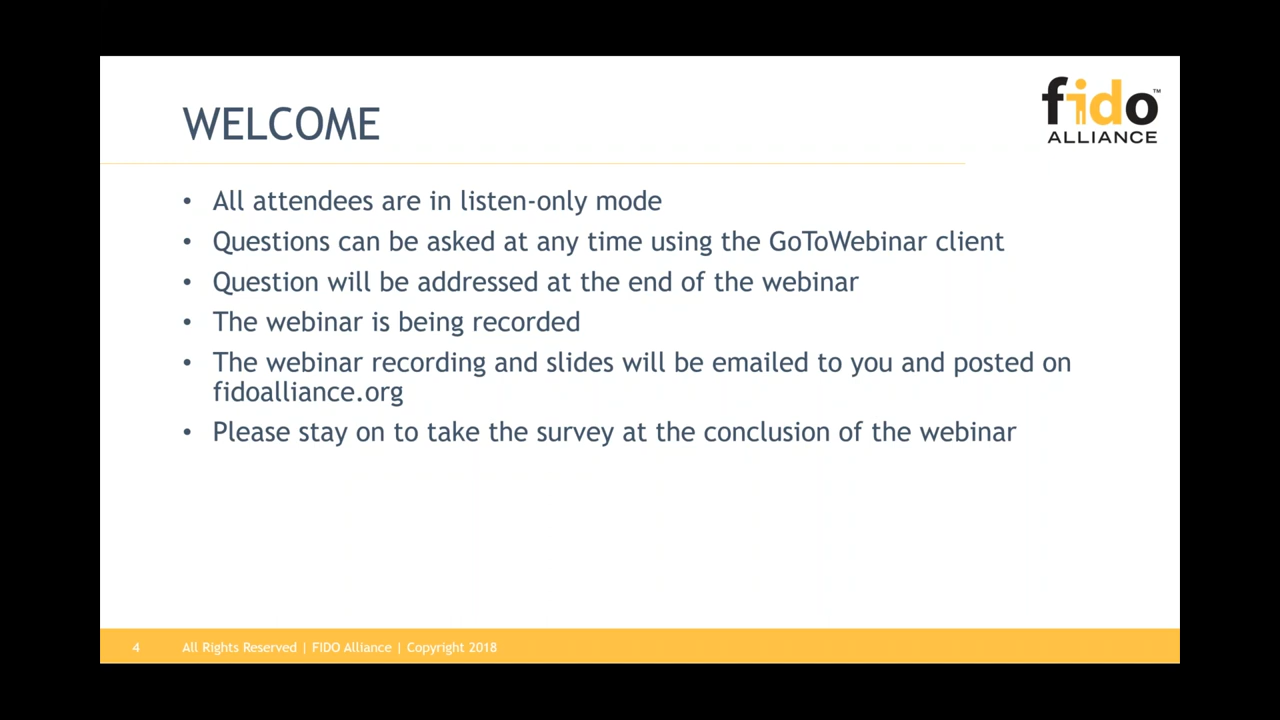 WELCOME
fido™
ALLIANCE
• All attendees are in listen-only mode
• Questions can be asked at any time using the GoToWebinar client
• Question will be addressed at the end of the webinar
• The webinar is being recorded
• The webinar recording and slides will be emailed to you and posted on
fidoalliance.org
• Please stay on to take the survey at the conclusion of the webinar
4 All Rights Reserved | FIDO Alliance | Copyright 2018